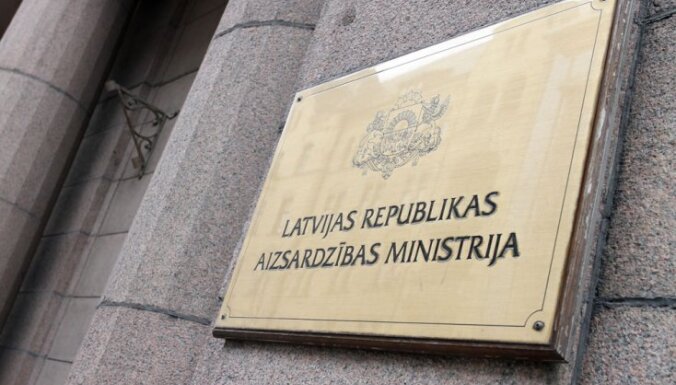 LATVIJAS REPUBLIKAS
AIZSARDZĪBAS MINISTRIJA